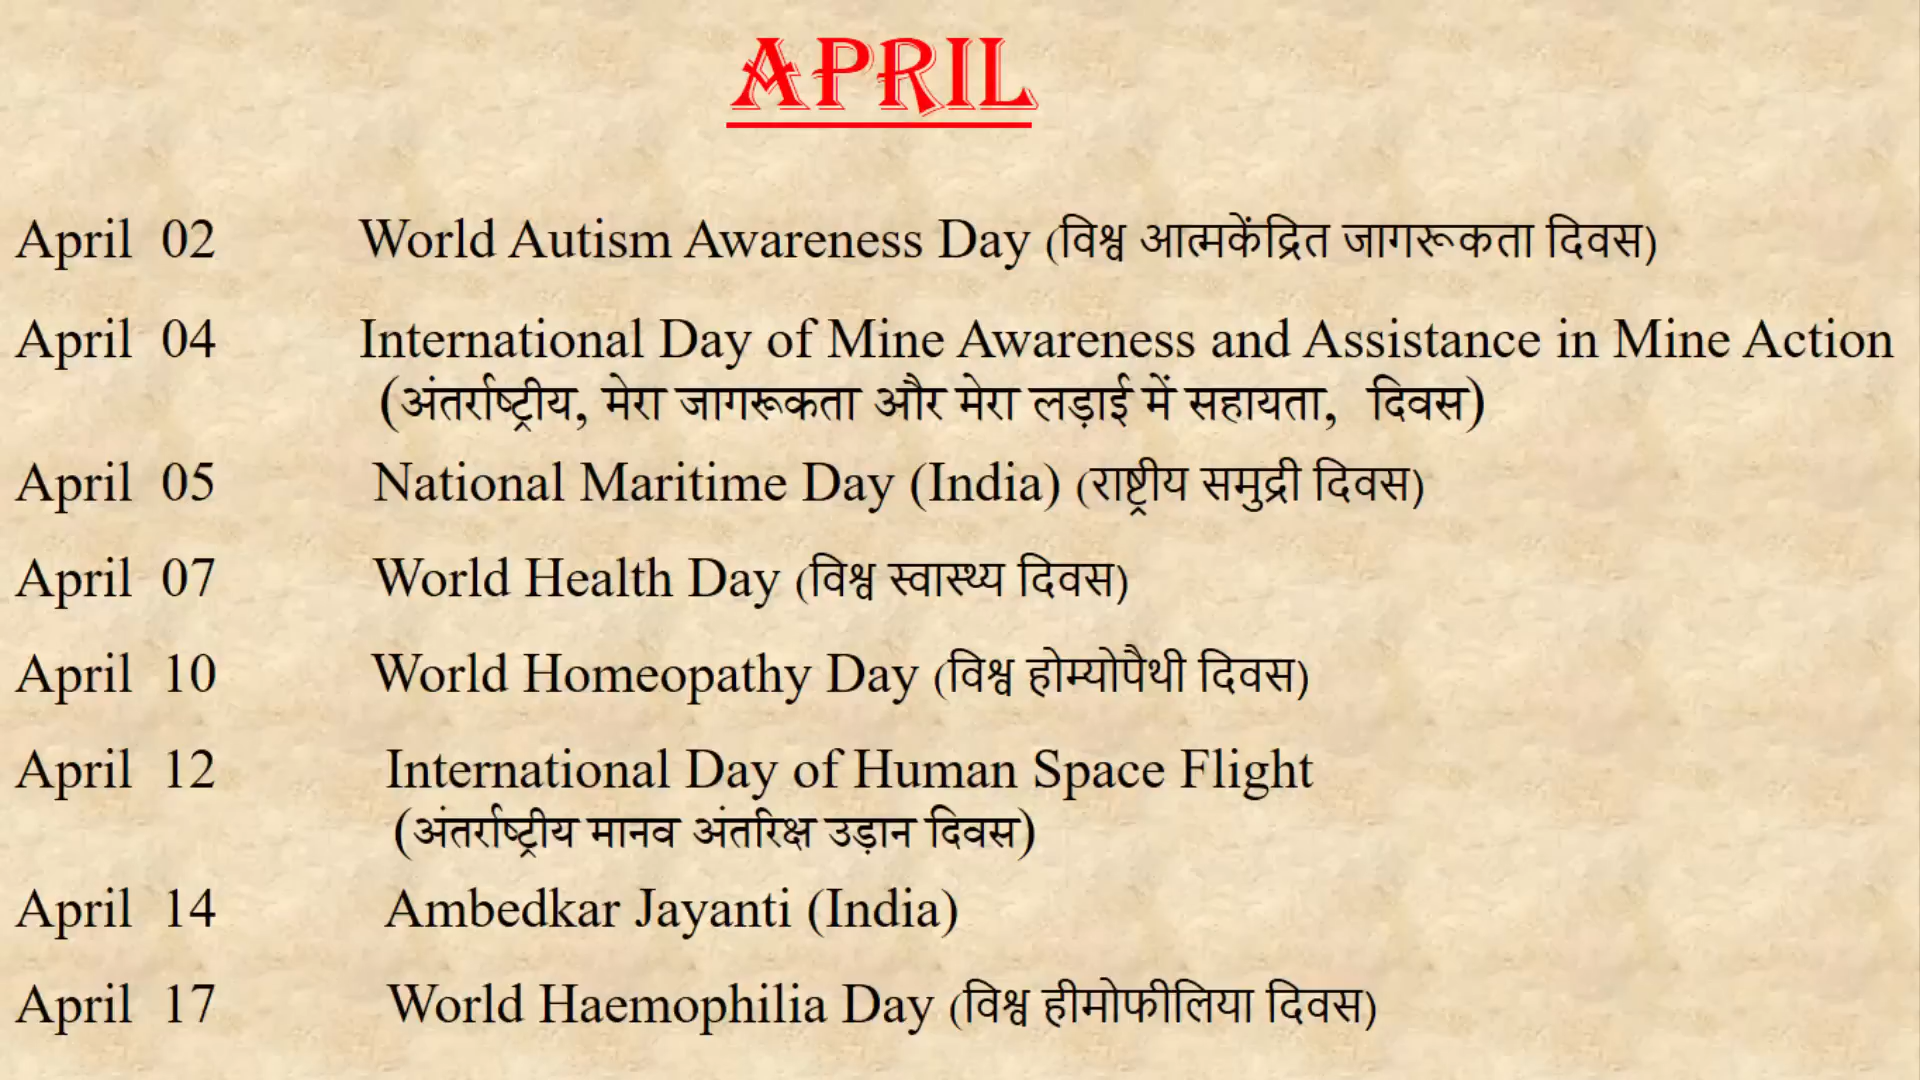 APRIL
April 02 World Autism Awareness Day (विश्व आत्मकेंद्रित जागरूकता दिवस)
April 04 International Day of Mine Awareness and Assistance in Mine Action
(अंतर्राष्ट्रीय, मेरा जागरूकता और मेरा लड़ाई में सहायता, दिवस)
April 05 National Maritime Day (India) (राष्ट्रीय समुद्री दिवस)
April 07 World Health Day (विश्व स्वास्थ्य दिवस)
April 10 World Homeopathy Day (विश्व होम्योपैथी दिवस)
April 12 International Day of Human Space Flight
(अंतर्राष्ट्रीय मानव अंतरिक्ष उड़ान दिवस)
April 14 Ambedkar Jayanti (India)
April 17 World Haemophilia Day (विश्व हीमोफीलिया दिवस)